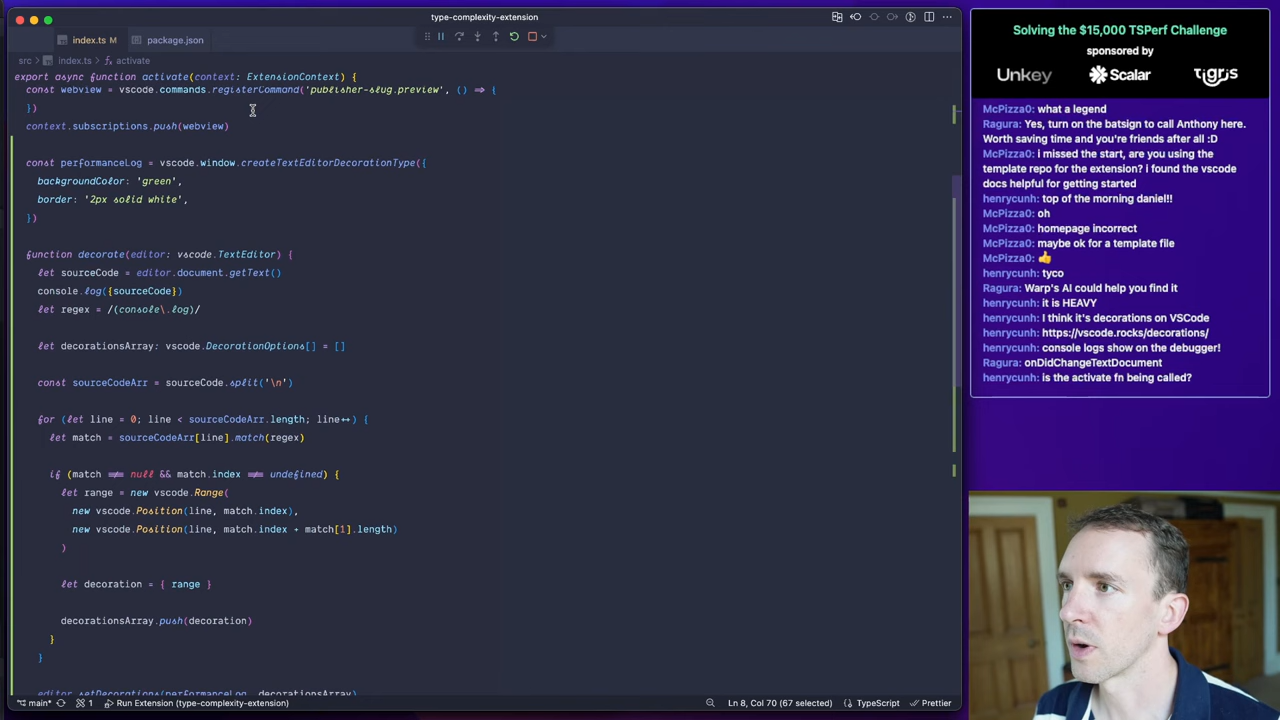 type-complexity-extension
index.ts M
package.json
src > index.ts > activate
export async function activate(context: ExtensionContext) {
const webview = vscode.commands.registerCommand('publisher-slug.preview', () => {
})
context.subscriptions.push(webview)
const performanceLog = vscode.window.createTextEditorDecorationType({
backgroundColor: 'green',
border: '2px solid white',
})
function decorate(editor: vscode.TextEditor) {
let sourceCode = editor.document.getText()
console.log({sourceCode})
let regex = /(console\.log)/
let decorationsArray: vscode.DecorationOptions[] = []
const sourceCodeArr = sourceCode.split('\n')
for (let line = 0; line < sourceCodeArr.length; line++) {
let match = sourceCodeArr[line].match(regex)
if (match !== null && match.index !== undefined) {
let range = new vscode.Range(
new vscode.Position(line, match.index),
new vscode.Position(line, match.index + match[1].length)
)
let decoration = { range }
decorationsArray.push(decoration)
}
}
editor.setDecorations(performanceLog, decorationsArray)
main* 1 Run Extension (type-complexity-extension) Ln 8, Col 70 (67 selected) TypeScript Prettier
Solving the $15,000 TSPerf Challenge
sponsored by
Unkey Scalar tigris
McPizza0: what a legend
Ragura: Yes, turn on the batsign to call Anthony here.
Worth saving time and you're friends after all :D
McPizza0: i missed the start, are you using the
template repo for the extension? i found the vscode
docs helpful for getting started
henrycunh: top of the morning daniel!!
McPizza0: oh
McPizza0: homepage incorrect
McPizza0: maybe ok for a template file
McPizza0: 👍
henrycunh: tyco
Ragura: Warp's AI could help you find it
henrycunh: it is HEAVY
henrycunh: I think it's decorations on VSCode
henrycunh: https://vscode.rocks/decorations/
henrycunh: console logs show on the debugger!
Ragura: onDidChangeTextDocument
henrycunh: is the activate fn being called?